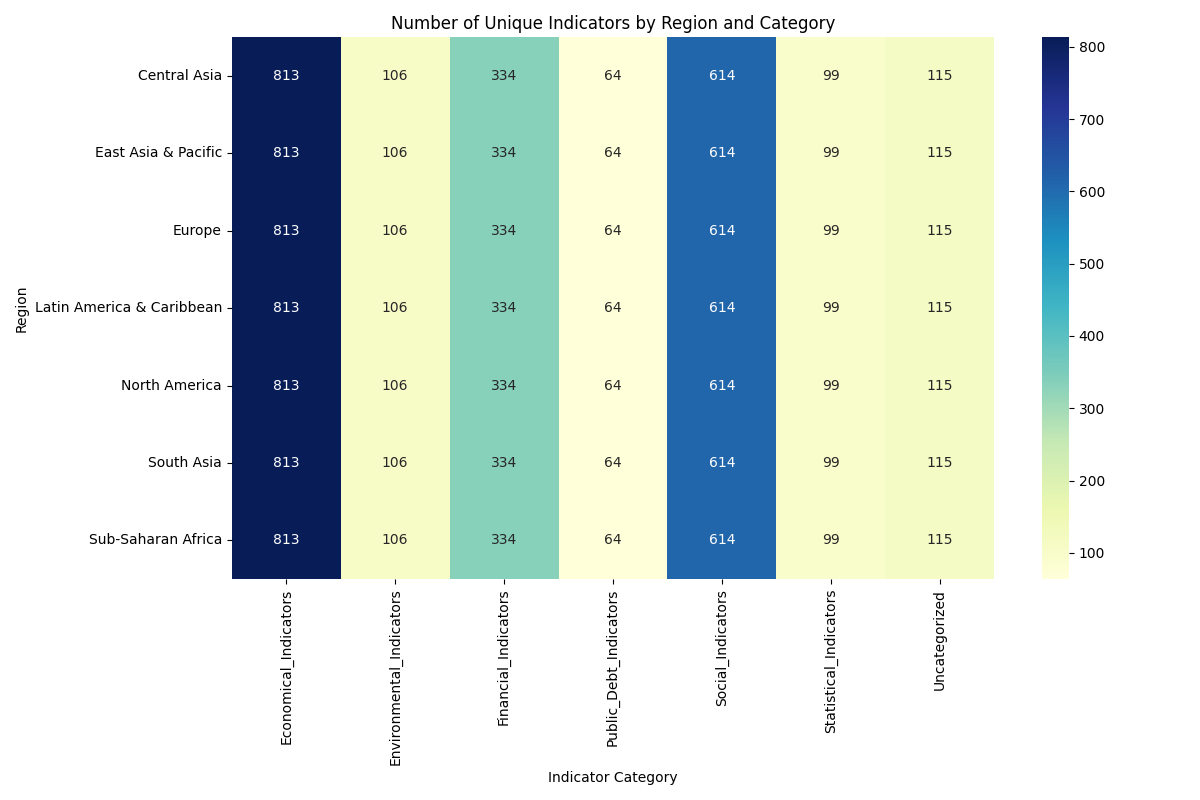 Number of Unique Indicators by Region and Category
Region
Central Asia 813 106 334 64 614 99 115
East Asia & Pacific 813 106 334 64 614 99 115
Europe 813 106 334 64 614 99 115
Latin America & Caribbean 813 106 334 64 614 99 115
North America 813 106 334 64 614 99 115
South Asia 813 106 334 64 614 99 115
Sub-Saharan Africa 813 106 334 64 614 99 115
Economical_Indicators
Environmental_Indicators
Financial_Indicators
Public_Debt_Indicators
Social_Indicators
Statistical_Indicators
Uncategorized
Indicator Category
800
700
600
500
400
300
200
100